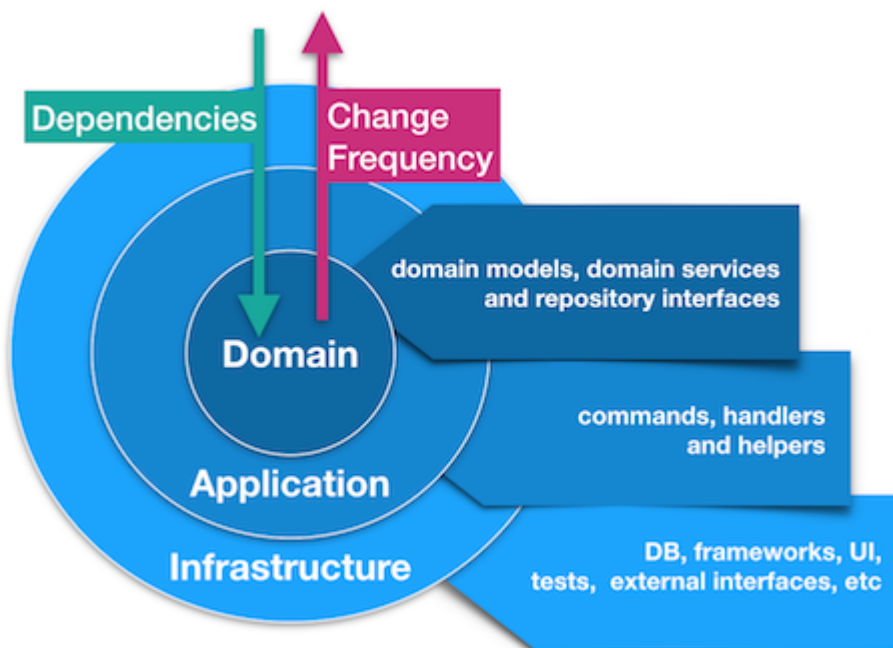 Dependencies
Change
Frequency
domain models, domain services
and repository interfaces
Domain
commands, handlers
and helpers
Application
Infrastructure
DB, frameworks, UI,
tests,  external interfaces, etc